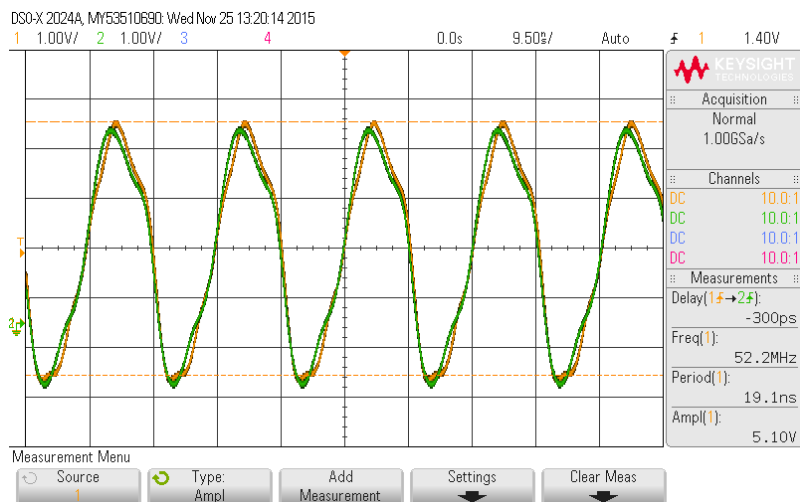 DSO-X 2024A, MY53510690: Wed Nov 25 13:20:14 2015
1 1.00V/ 2 1.00V/ 3 4 0.0s 9.50ns/ Auto 1 1.40V
KEYSIGHT
TECHNOLOGIES
Acquisition
Normal
1.00GSa/s
Channels
DC 10.0:1
DC 10.0:1
DC 10.0:1
DC 10.0:1
Measurements
Delay(1→2):
-300ps
Freq(1):
52.2MHz
Period(1):
19.1ns
Ampl(1):
5.10V
T
2
Measurement Menu
Source
1
Type:
Ampl
Add
Measurement
Settings
Clear Meas